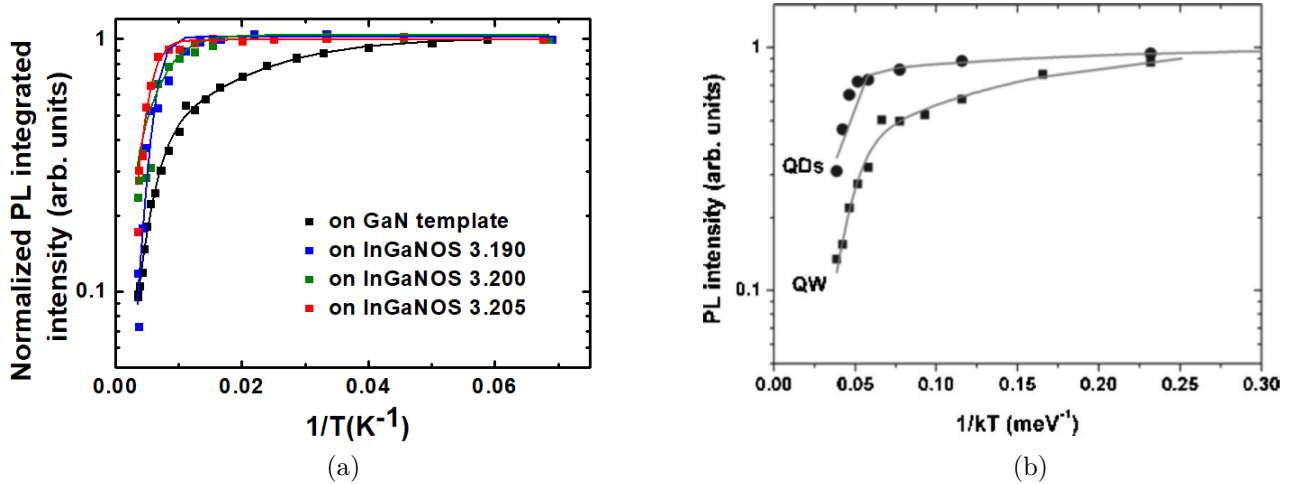 Normalized PL integrated
intensity (arb. units)
1
0.1
0.00
0.02
0.04
0.06
1/T(K-1)
on GaN template
on InGaNOS 3.190
on InGaNOS 3.200
on InGaNOS 3.205
(a)
PL intensity (arb. units)
1
0.1
QDs
QW
0.00
0.05
0.10
0.15
0.20
0.25
0.30
1/kT (meV-1)
(b)